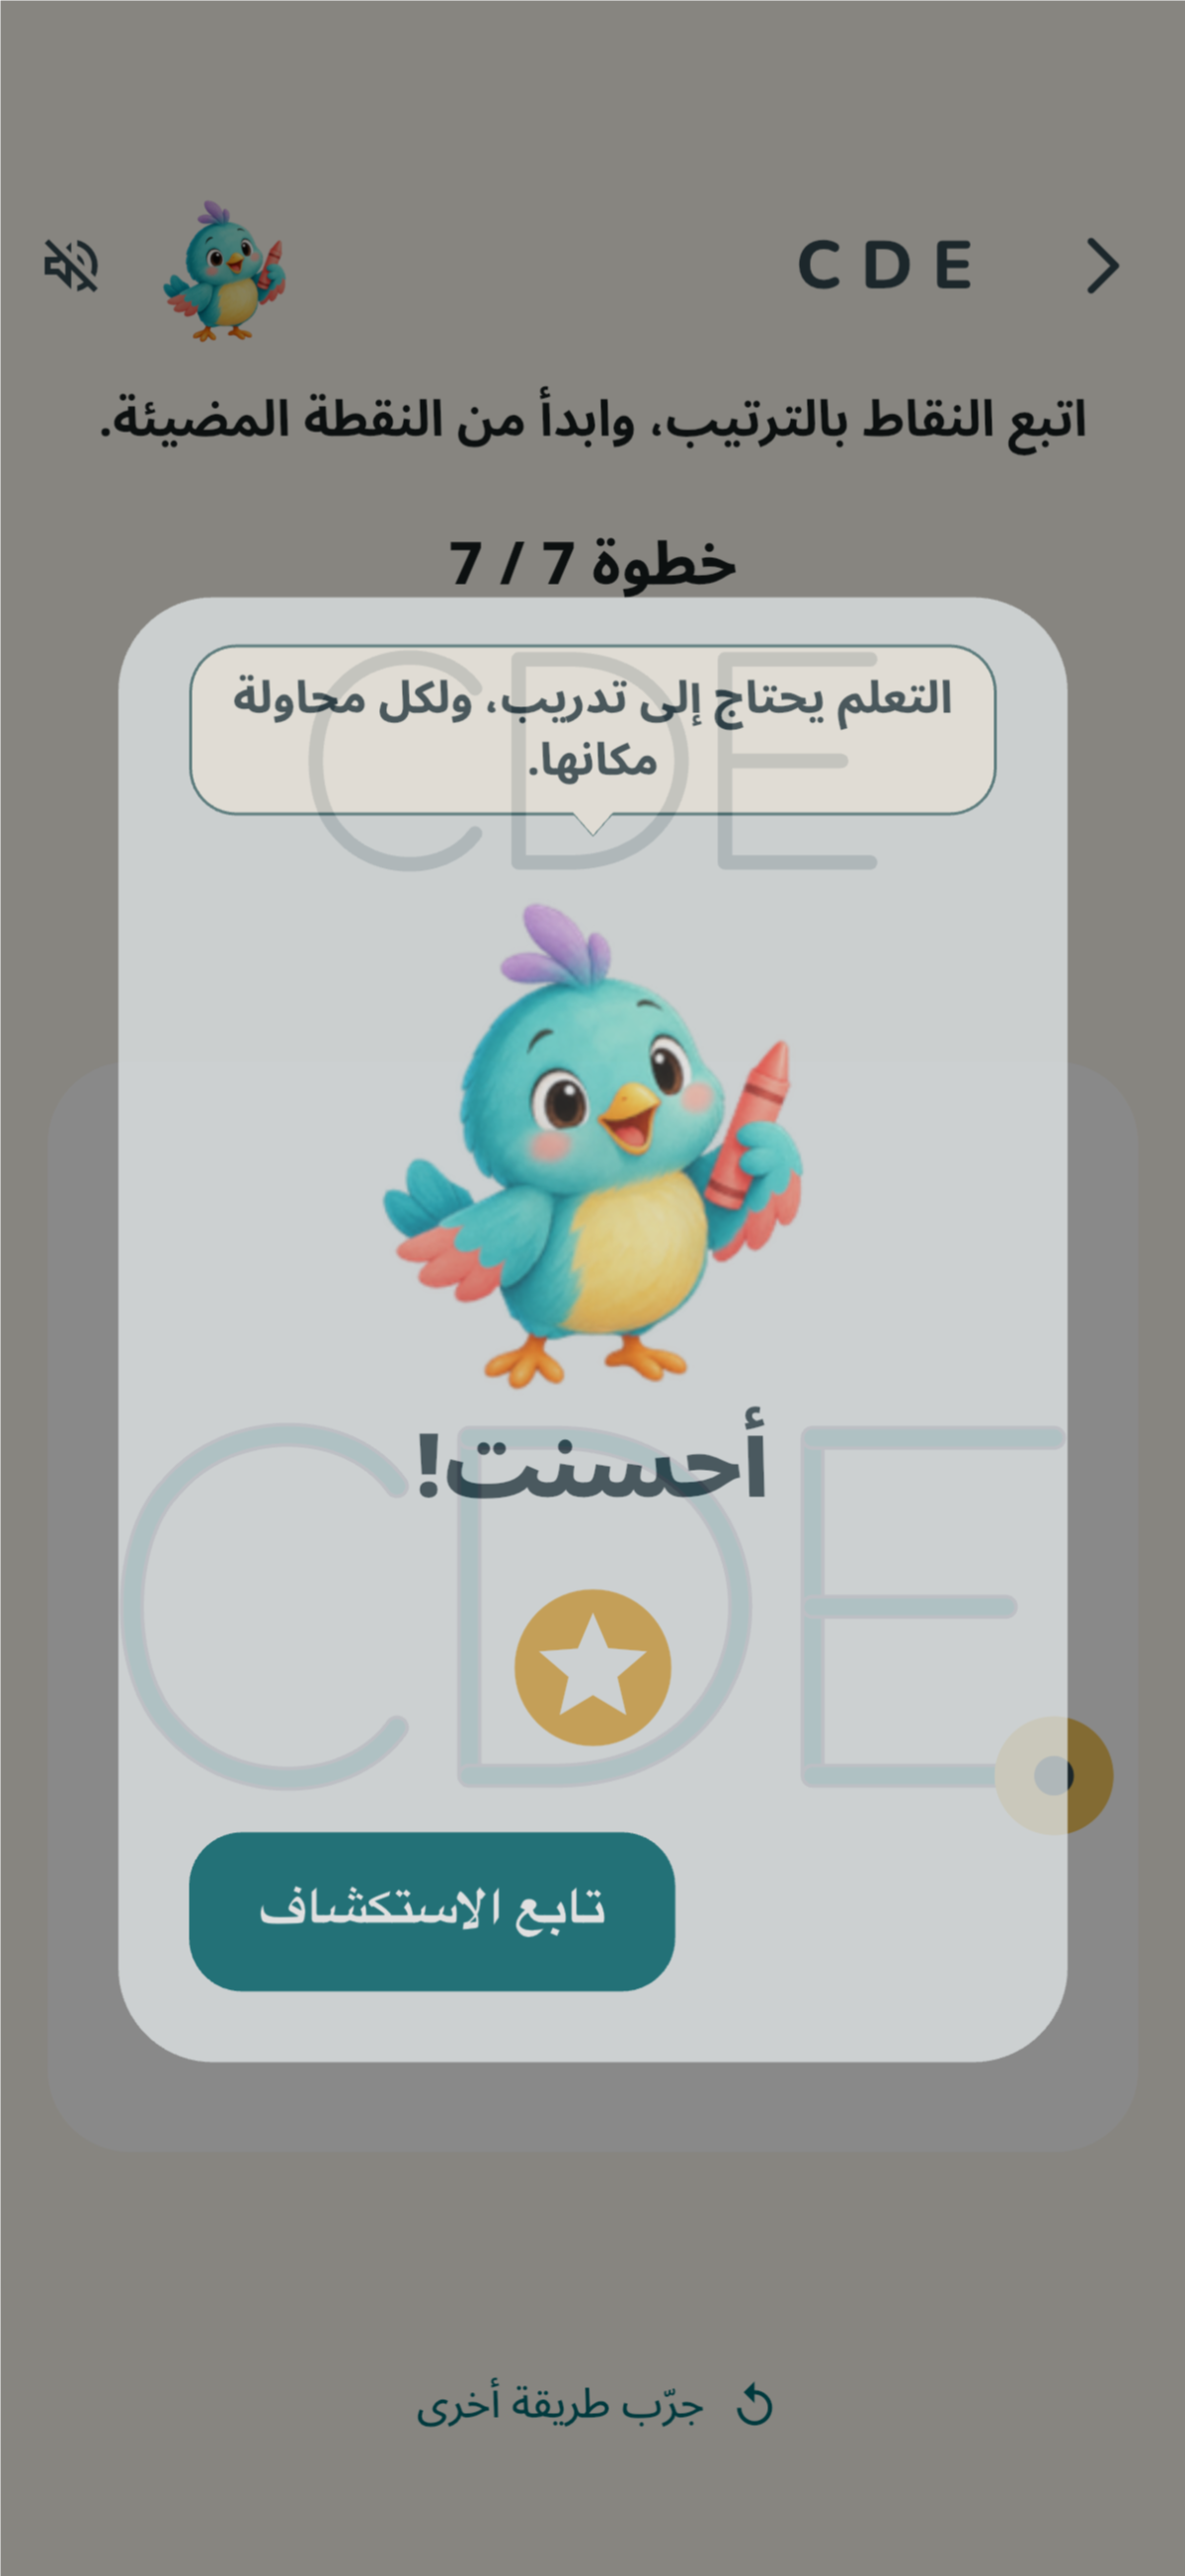 CDE
اتبع النقاط بالترتيب، وابدأ من النقطة المضيئة.
خطوة 7 / 7
CDE
التعلم يحتاج إلى تدريب، ولكل محاولة
مكانها.
أحسنت!
CDE
تابع الاستكشاف
جرّب طريقة أخرى